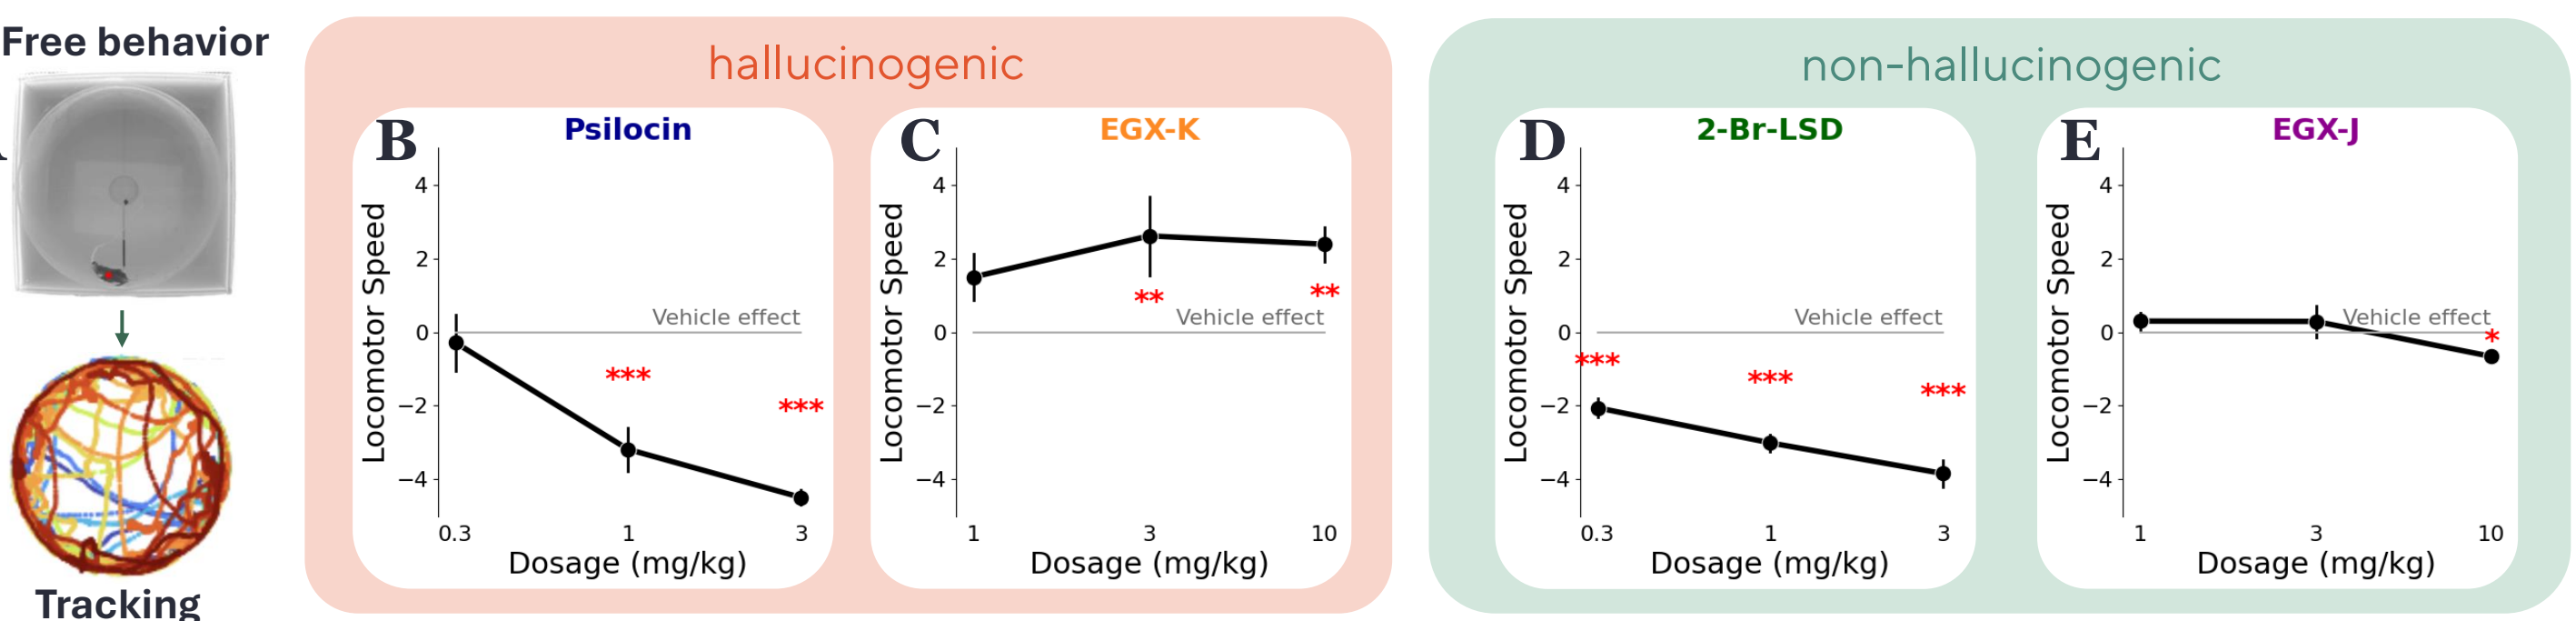 Free behavior
Tracking
hallucinogenic
B
Psilocin
Locomotor Speed
4
2
0
−2
−4
Vehicle effect
***
***
0.3 1 3
Dosage (mg/kg)
C
EGX-K
Locomotor Speed
4
2
0
−2
−4
**
**
Vehicle effect
1 3 10
Dosage (mg/kg)
non-hallucinogenic
D
2-Br-LSD
Locomotor Speed
4
2
0
−2
−4
Vehicle effect
***
***
***
0.3 1 3
Dosage (mg/kg)
E
EGX-J
Locomotor Speed
4
2
0
−2
−4
Vehicle effect
*
1 3 10
Dosage (mg/kg)